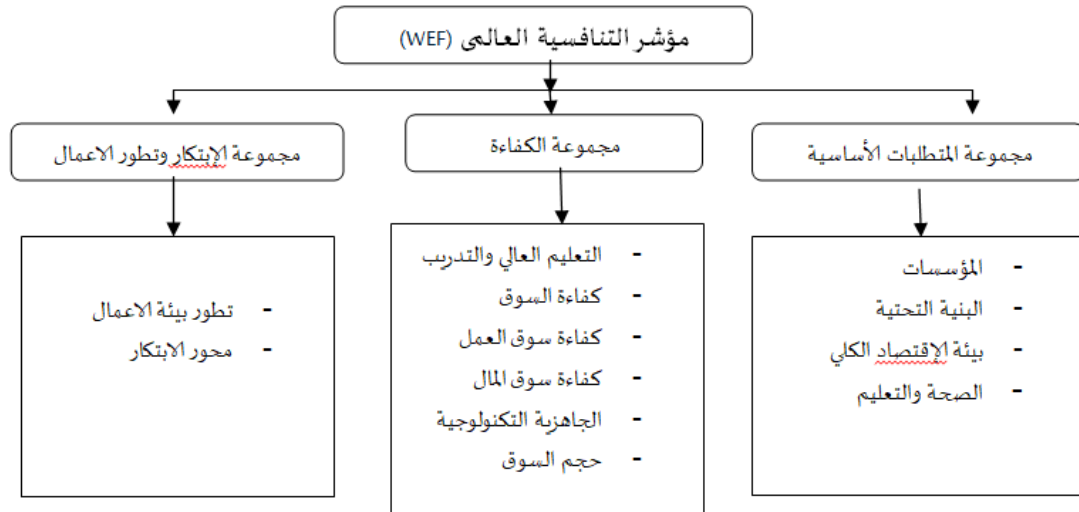 مؤشر التنافسية العالمى (WEF)
مجموعة المتطلبات الأساسية
مجموعة الكفاءة
مجموعة الإبتكار وتطور الاعمال
- المؤسسات
- البنية التحتية
- بيئة الإقتصاد الكلي
- الصحة والتعليم
- التعليم العالي والتدريب
- كفاءة السوق
- كفاءة سوق العمل
- كفاءة سوق المال
- الجاهزية التكنولوجية
- حجم السوق
- تطور بيئة الاعمال
- محور الابتكار